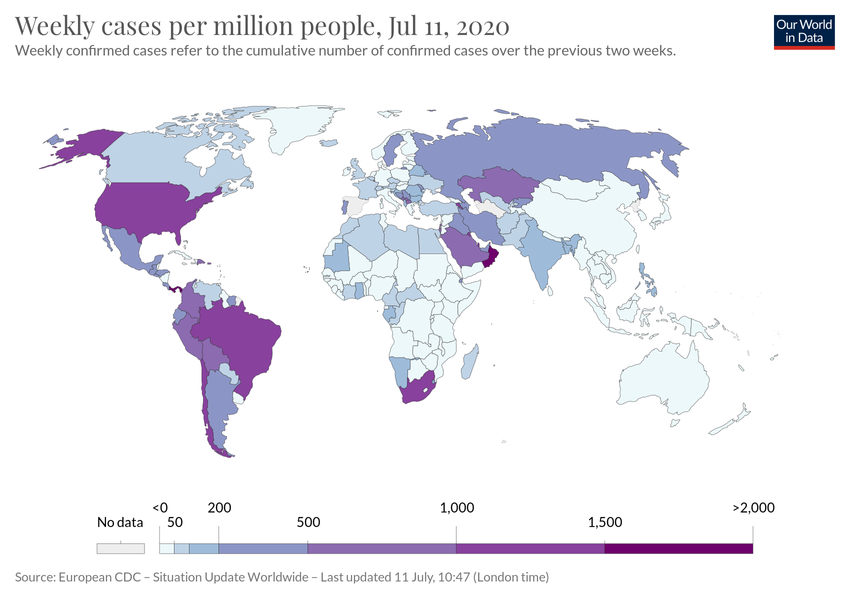 Weekly cases per million people, Jul 11, 2020
Weekly confirmed cases refer to the cumulative number of confirmed cases over the previous two weeks.
Our World
in Data
<0 200 1,000 >2,000
No data 50 500 1,500
Source: European CDC – Situation Update Worldwide – Last updated 11 July, 10:47 (London time)